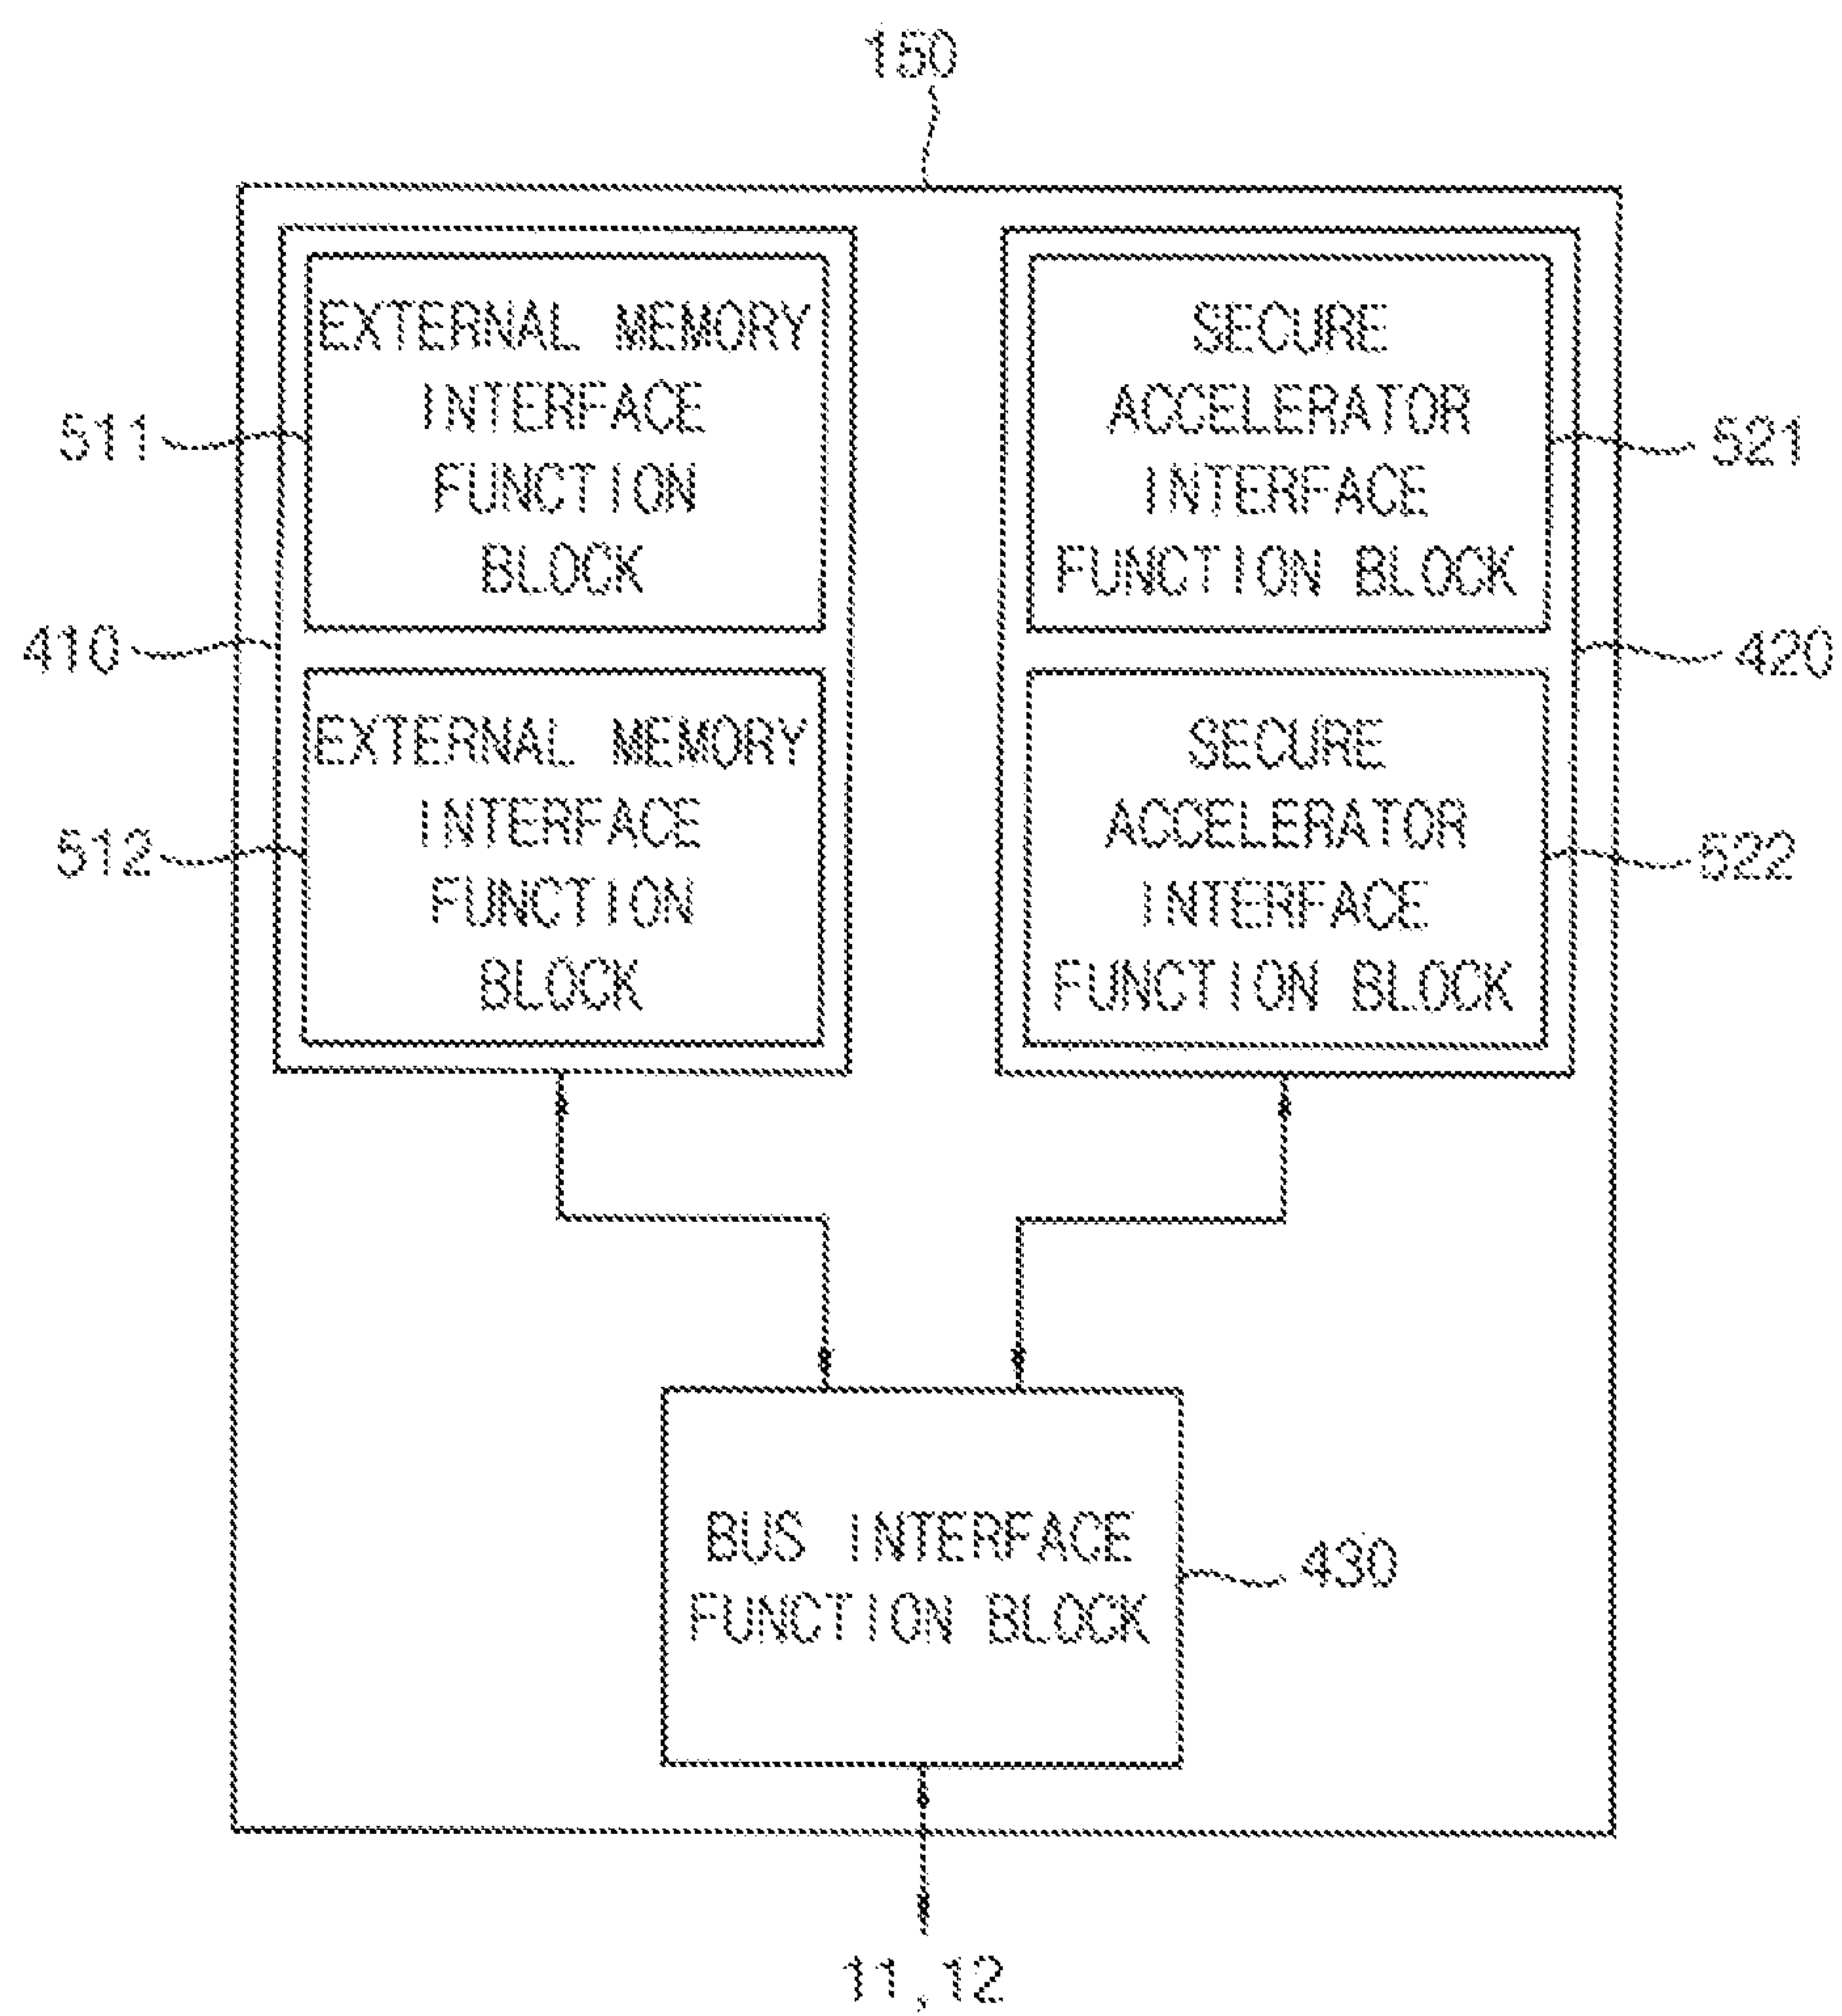 150
EXTERNAL MEMORY
INTERFACE
FUNCTION
BLOCK
511
SECURE
ACCELERATOR
INTERFACE
FUNCTION BLOCK
521
410
420
EXTERNAL MEMORY
INTERFACE
FUNCTION
BLOCK
512
SECURE
ACCELERATOR
INTERFACE
FUNCTION BLOCK
522
BUS INTERFACE
FUNCTION BLOCK
430
11,12